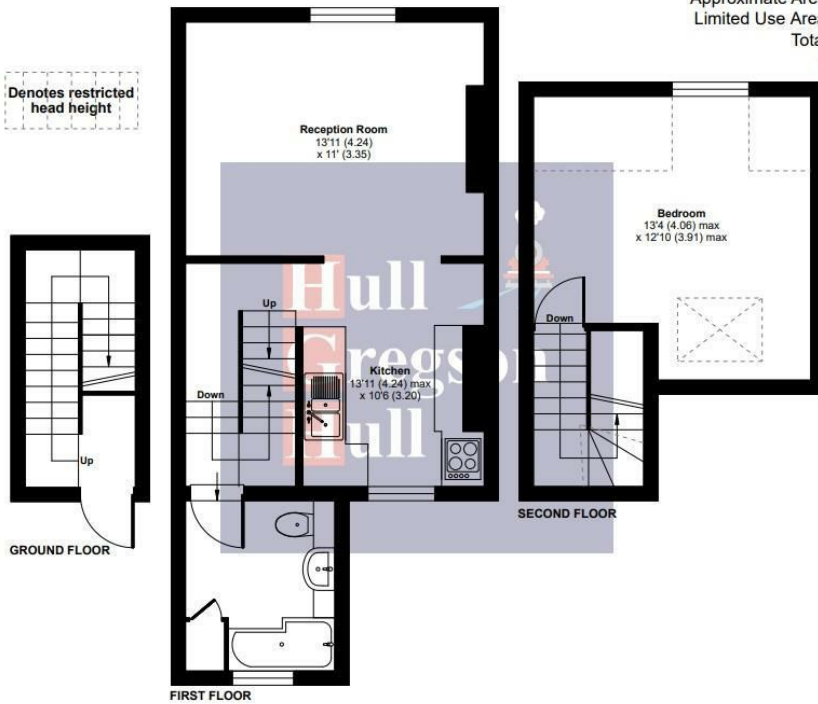 Approximate Are
Limited Use Area
Tota
Denotes restricted
head height
Reception Room
13'11 (4.24)
x 11' (3.35)
Bedroom
13'4 (4.06) max
x 12'10 (3.91) max
Up
Hull
Down
Gregson
Kitchen
13'11 (4.24) max
x 10'6 (3.20)
Down
Hull
Up
SECOND FLOOR
GROUND FLOOR
FIRST FLOOR